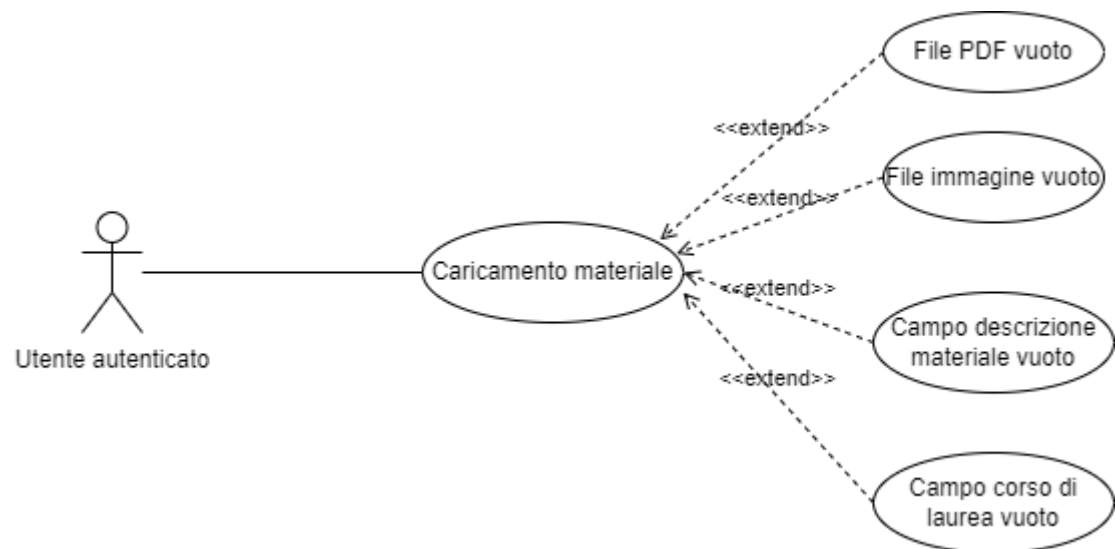 File PDF vuoto
<<extend>>
File immagine vuoto
<<extend>>
Caricamento materiale
<<extend>>
Campo descrizione
materiale vuoto
Utente autenticato
<<extend>>
Campo corso di
laurea vuoto